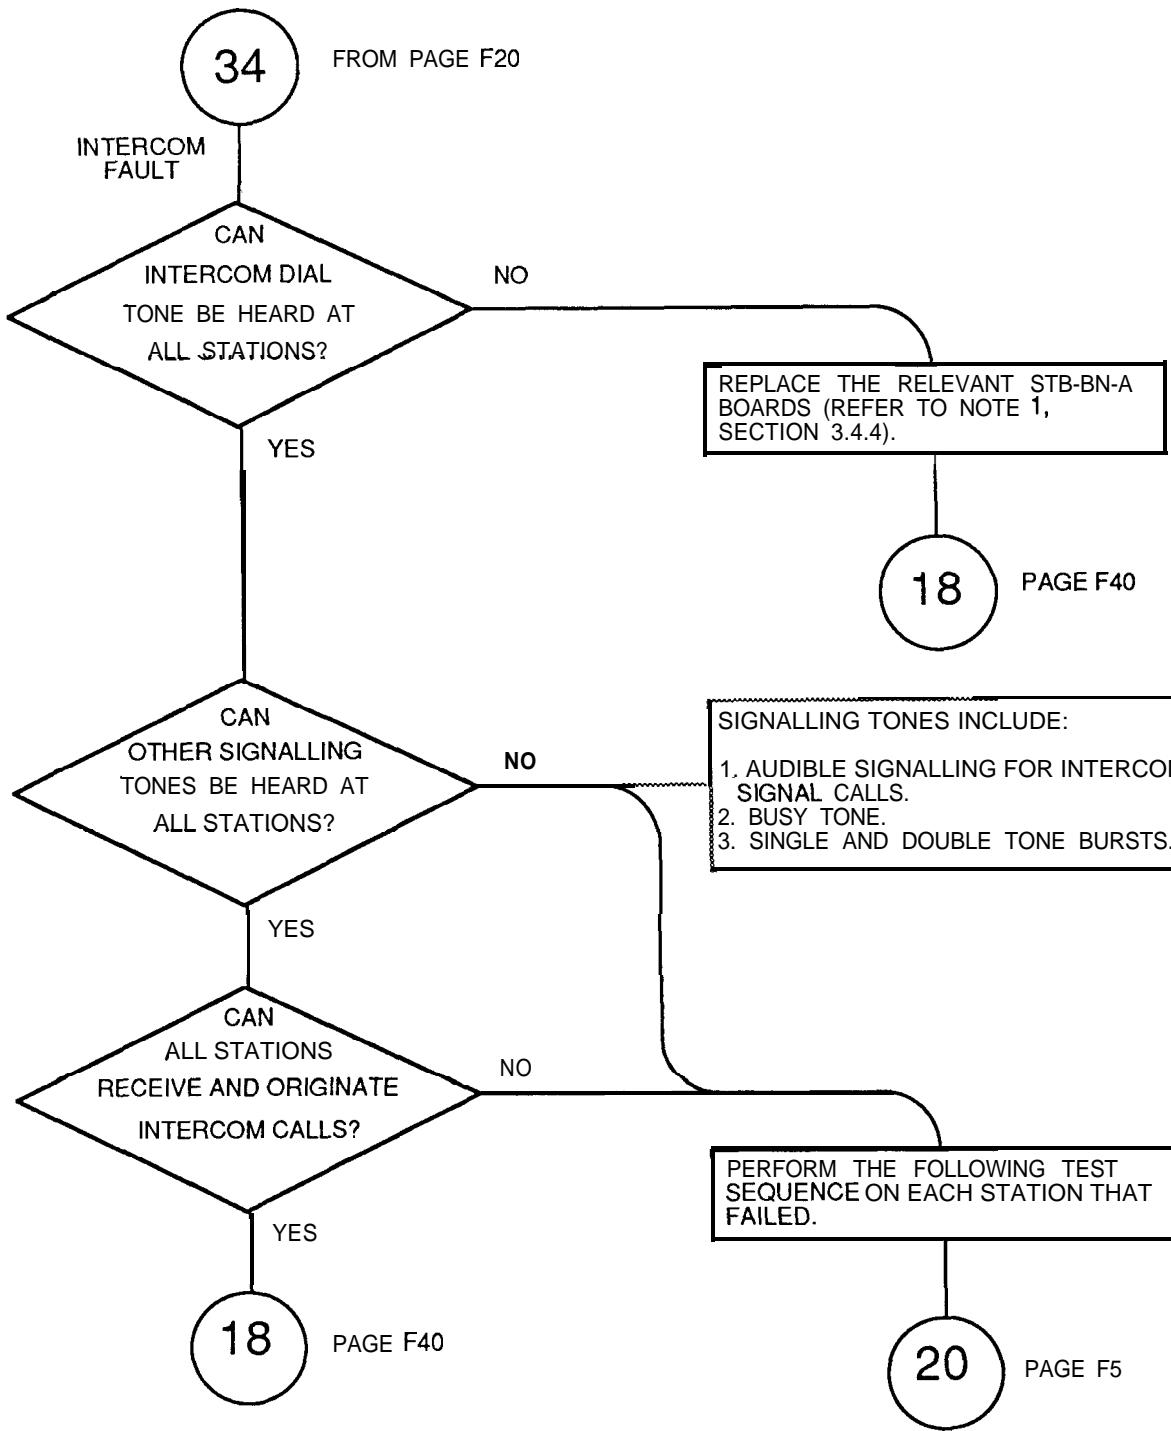 34
FROM PAGE F20
INTERCOM
FAULT
CAN
INTERCOM DIAL
TONE BE HEARD AT
ALL STATIONS?
NO
YES
REPLACE THE RELEVANT STB-BN-A
BOARDS (REFER TO NOTE 1,
SECTION 3.4.4).
18
PAGE F40
CAN
OTHER SIGNALLING
TONES BE HEARD AT
ALL STATIONS?
NO
YES
SIGNALLING TONES INCLUDE:
1. AUDIBLE SIGNALLING FOR
SIGNAL CALLS.
2. BUSY TONE.
3. SINGLE AND DOUBLE TONE BURSTS.
CAN
ALL STATIONS
RECEIVE AND ORIGINATE
INTERCOM CALLS?
NO
YES
PERFORM THE FOLLOWING TEST
SEQUENCE ON EACH STATION THAT
FAILED.
18
PAGE F40
20
PAGE F5